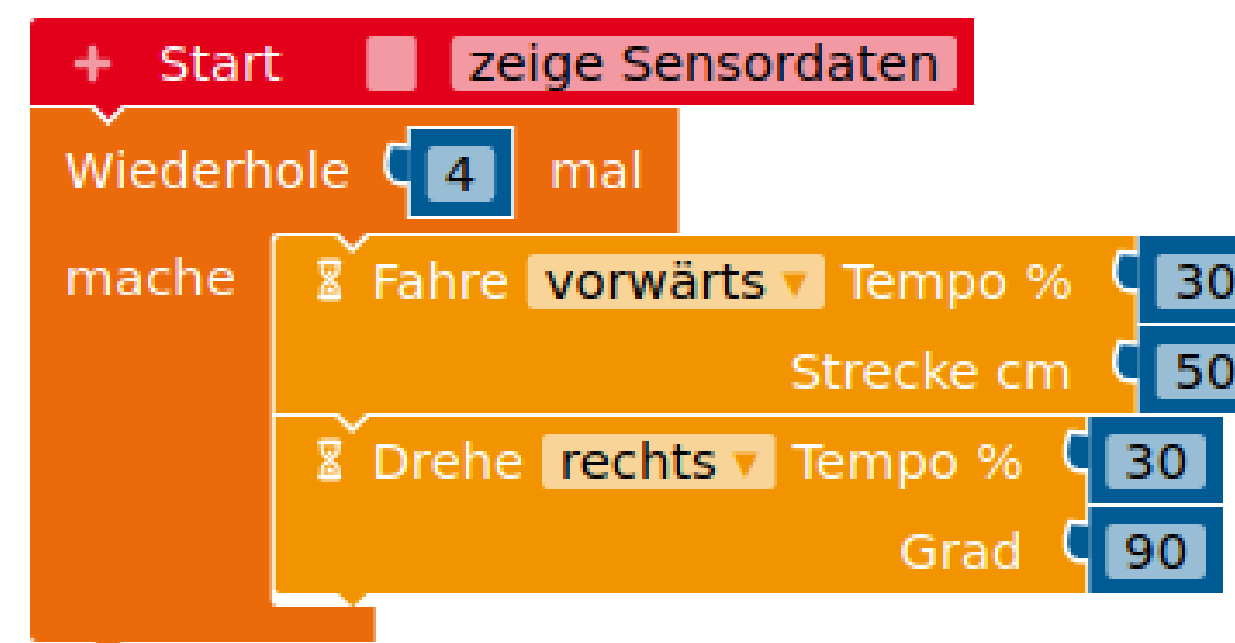 + Start zeige Sensordaten
Wiederhole 4 mal
mache Fahre vorwärts Tempo % 30
Strecke cm 50
Drehe rechts Tempo % 30
Grad 90